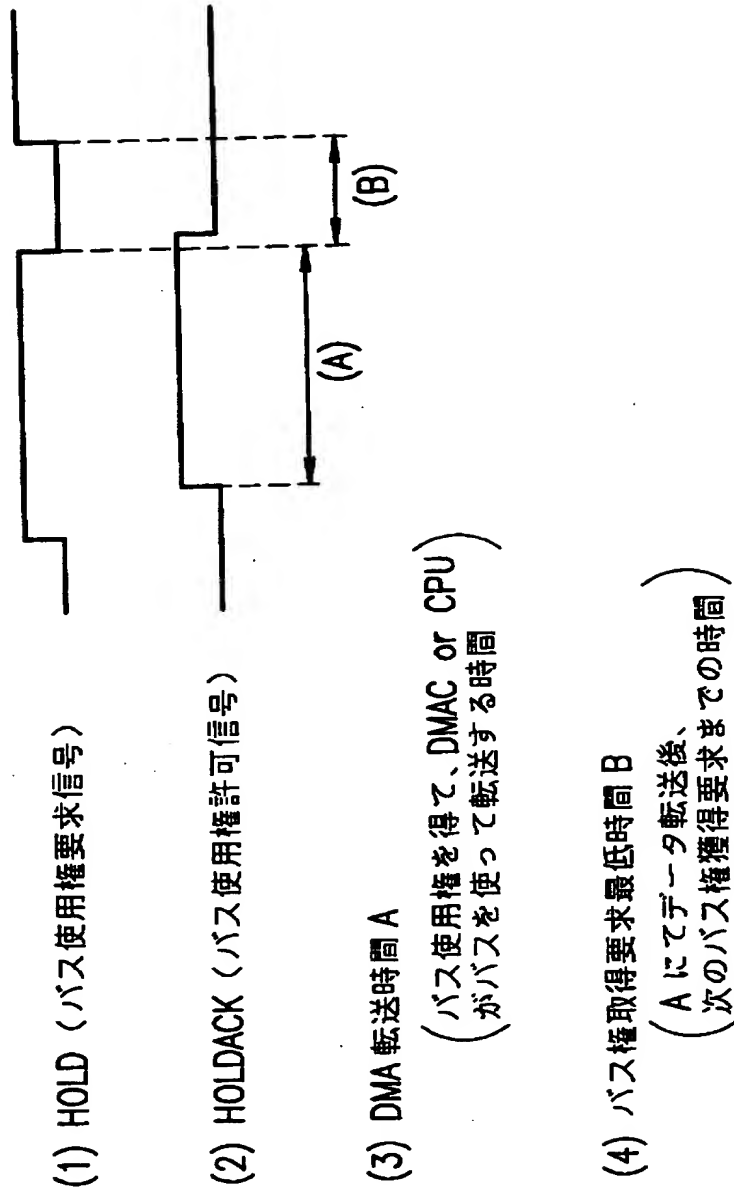 (1) HOLD (バス使用権要求信号)
(2) HOLDACK (バス使用権許可信号)
(3) DMA転送時間 A
(バス使用権を得て、DMAC or CPU
がバスを使って転送する時間)
(4) バス権取得要求最低時間 B
(A にてデータ転送後、
次のバス権獲得要求までの時間)
(A)
(B)